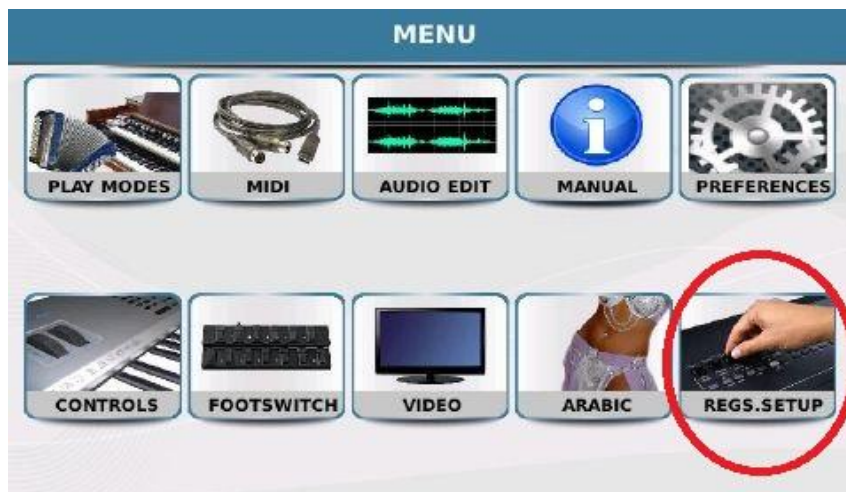 MENU
PLAY MODES
MIDI
AUDIO EDIT
MANUAL
PREFERENCES
CONTROLS
FOOTSWITCH
VIDEO
ARABIC
REGS.SETUP